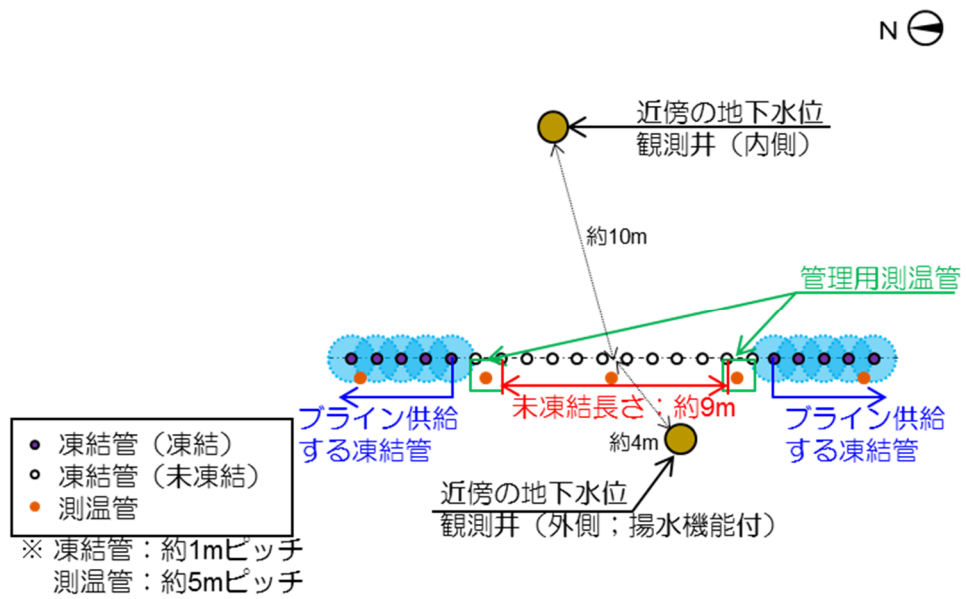 N
近傍の地下水位
観測井（内側）
約10m
管理用測温管
未凍結長さ：約9m
ブライン供給
する凍結管
ブライン供給
する凍結管
約4m
近傍の地下水位
観測井（外側；揚水機能付）
凍結管（凍結）
凍結管（未凍結）
測温管
※ 凍結管：約1mピッチ
測温管：約5mピッチ